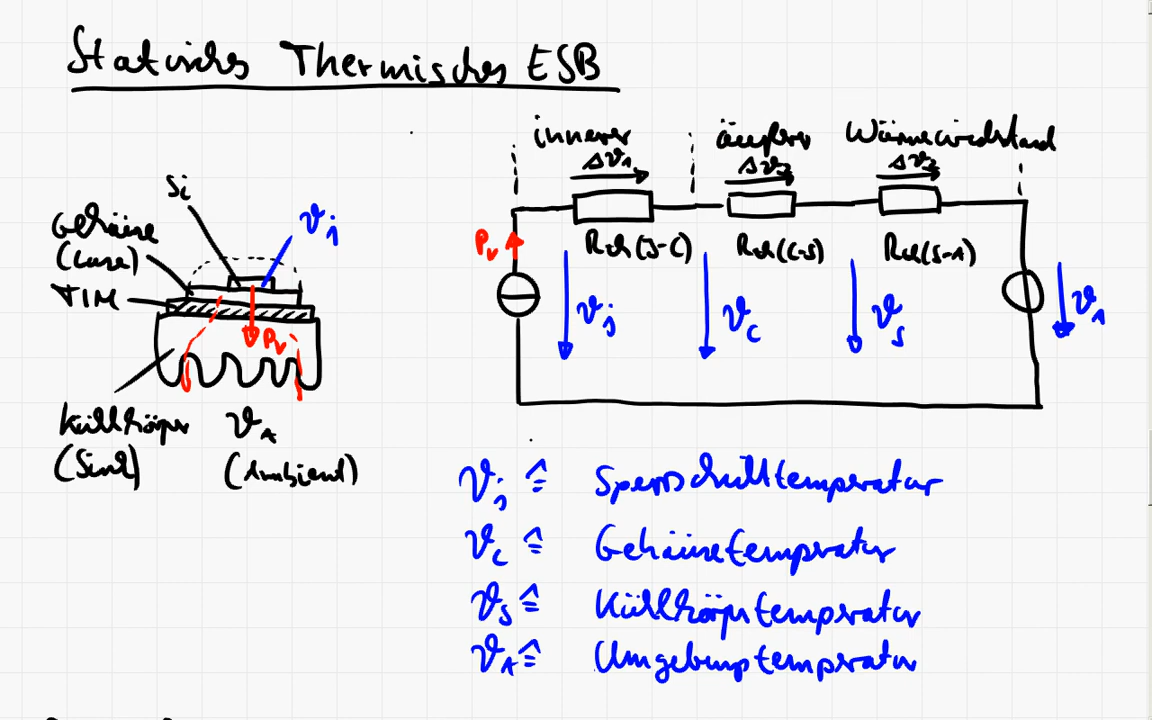 Statisches Thermisches ESB
innerer äußerer Wärmewiderstand
Δϑ1 Δϑ2 Δϑ3
Si
ϑj
Gehäuse
(Case)
TIM
Pv
Rth(J-C) Rth(C-S) Rth(S-A)
Pv
ϑj ϑc ϑs ϑA
Kühlkörper ϑA
(Sink) (Ambient)
ϑj ≙ Sperrschichttemperatur
ϑc ≙ Gehäusetemperatur
ϑs ≙ Kühlkörpertemperatur
ϑA ≙ Umgebungstemperatur